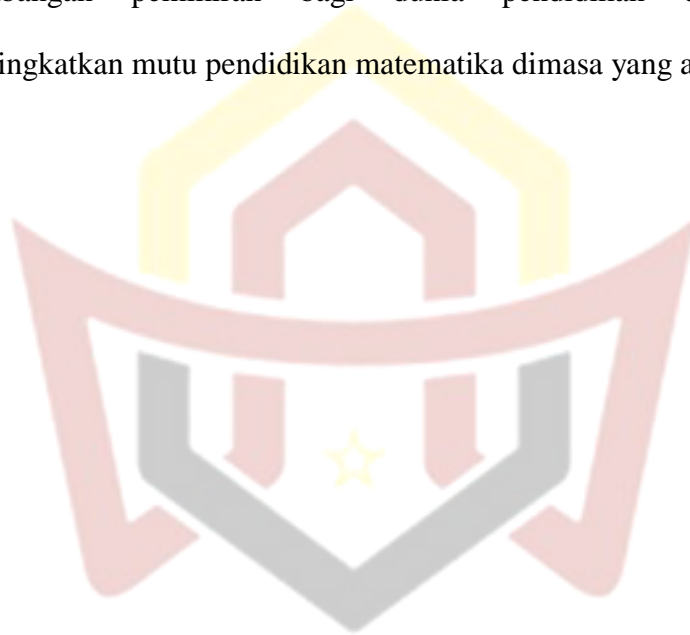 bangan pemikiran bagi dunia pendidikan
ingkatkan mutu pendidikan matematika dimasa yang a